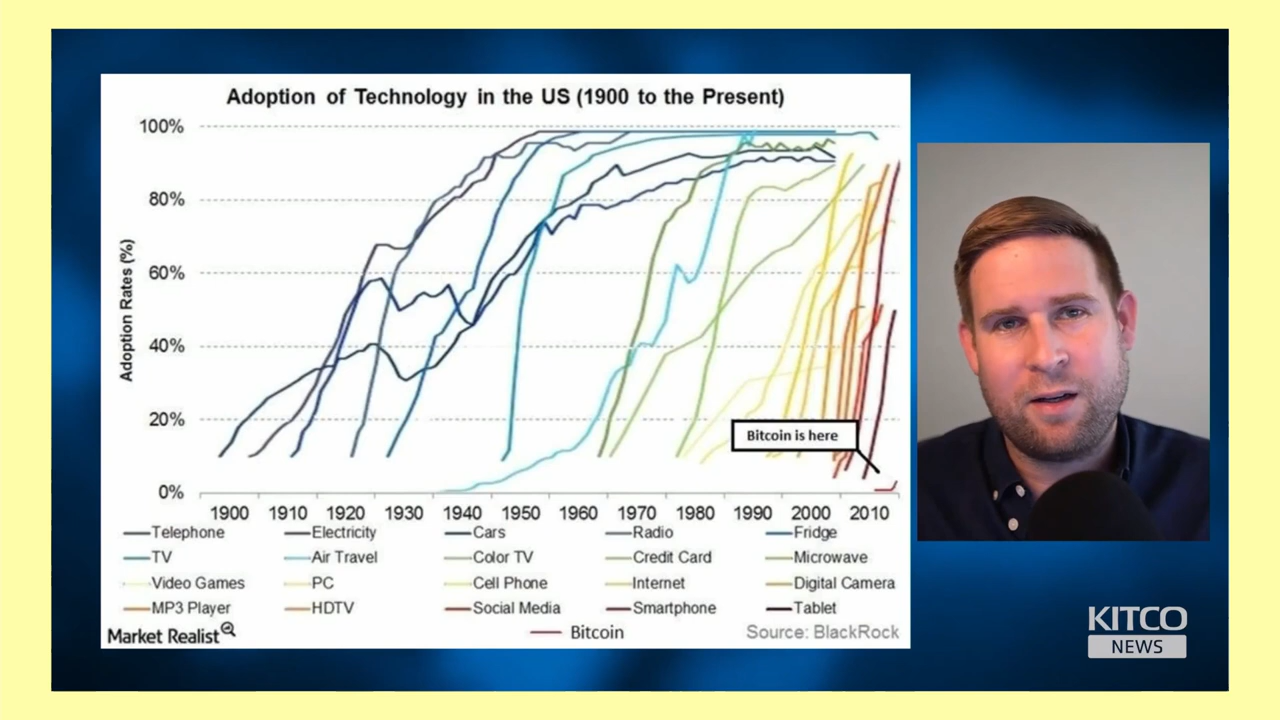 Adoption of Technology in the US (1900 to the Present)
100%
80%
60%
40%
20%
0%
Adoption Rates (%)
Bitcoin is here
1900 1910 1920 1930 1940 1950 1960 1970 1980 1990 2000 2010
Telephone Electricity Cars Radio Fridge
TV Air Travel Color TV Credit Card Microwave
Video Games PC Cell Phone Internet Digital Camera
MP3 Player HDTV Social Media Smartphone Tablet
Bitcoin
Market Realist
Source: BlackRock
KITCO
NEWS